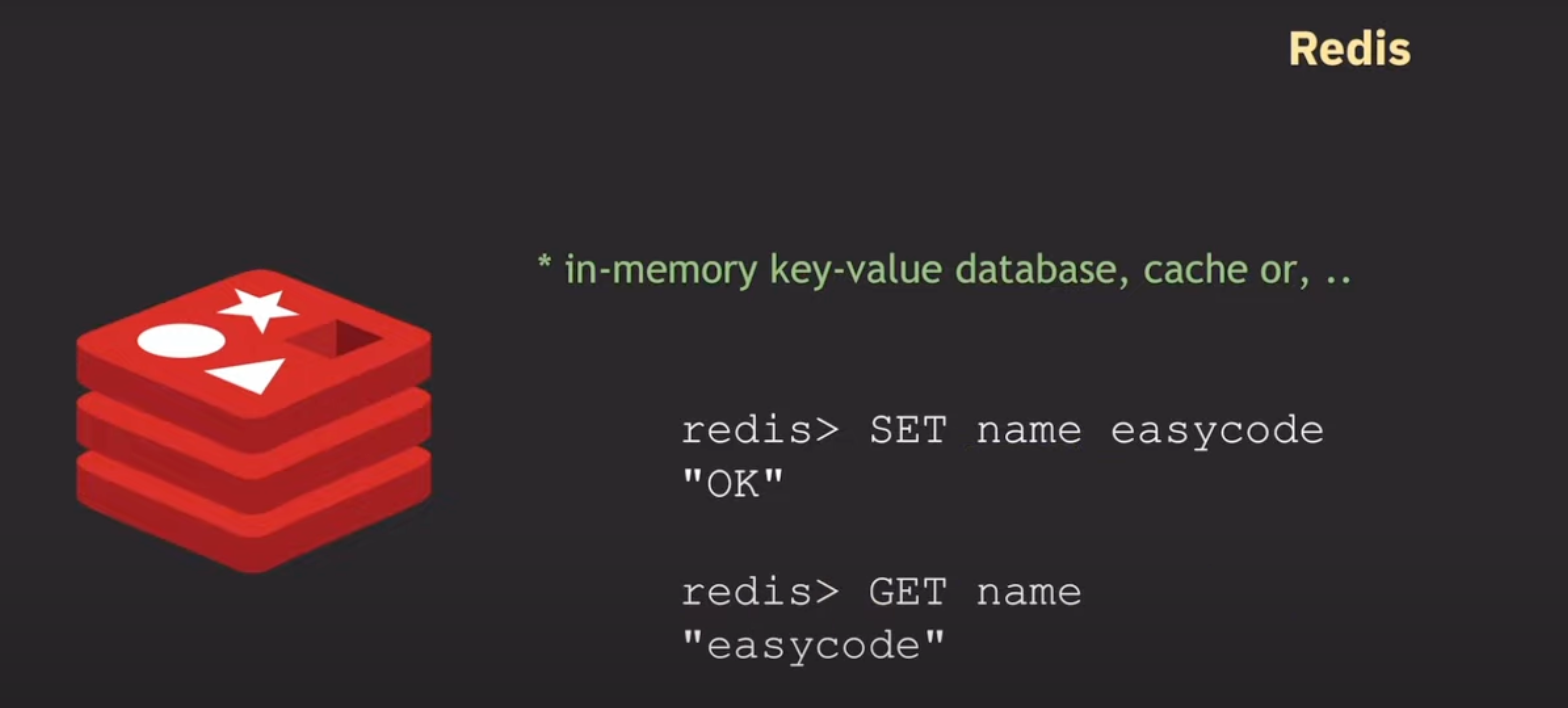 Redis
* in-memory key-value database, cache or, ..
redis> SET name easycode
"OK"
redis> GET name
"easycode"